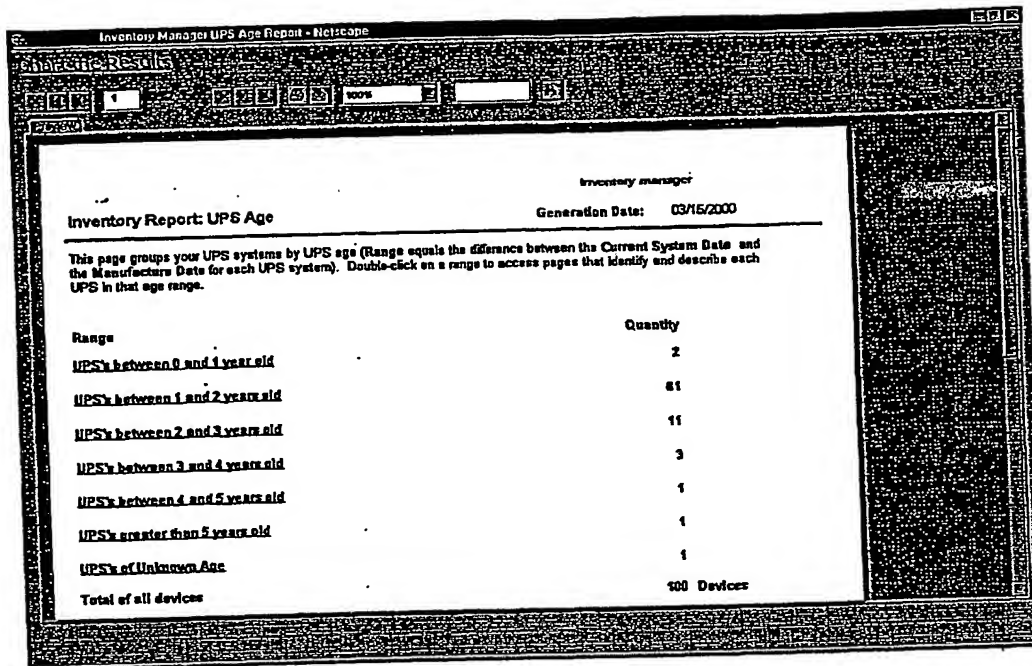 Inventory Manager UPS Age Report - Netscape
Results
1
100%
Inventory manager
Inventory Report: UPS Age
Generation Date: 03/15/2000
This page groups your UPS systems by UPS age (Range equals the difference between the Current System Date and
the Manufacture Date for each UPS system). Double-click on a range to access pages that identify and describe each
UPS in that age range.
Range Quantity
UPS's between 0 and 1 year old 2
UPS's between 1 and 2 years old 81
UPS's between 2 and 3 years old 11
UPS's between 3 and 4 years old 3
UPS's between 4 and 5 years old 1
UPS's greater than 5 years old 1
UPS's of Unknown Age 1
Total of all devices 100 Devices